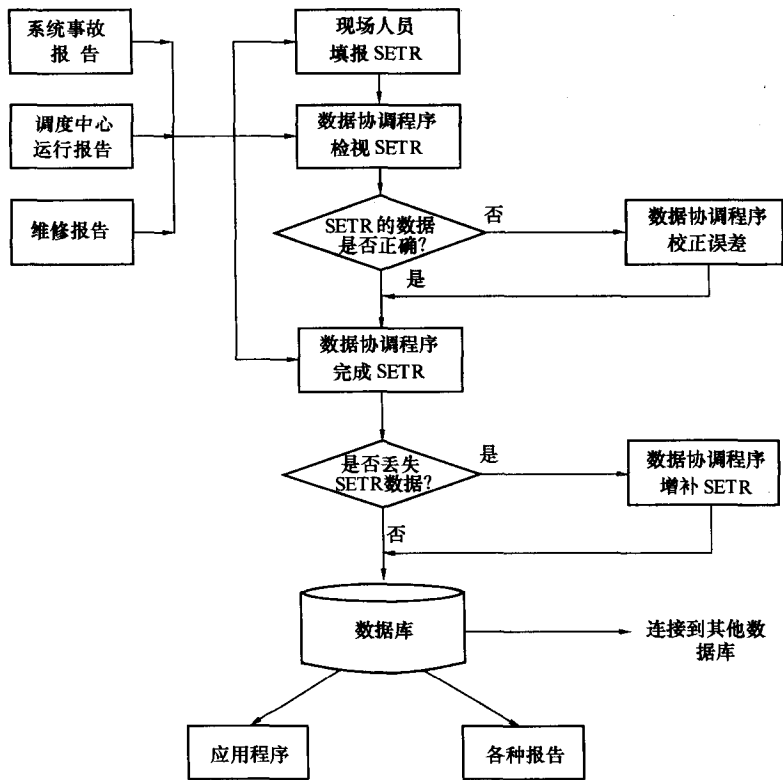 系统事故
报 告
现场人员
填报 SETR
调度中心
运行报告
数据协调程序
检视 SETR
维修报告
SETR 的数据
是否正确?
否
数据协调程序
校正误差
是
数据协调程序
完成 SETR
是否丢失
SETR数据?
是
数据协调程序
增补 SETR
否
数据库
连接到其他数
据库
应用程序
各种报告